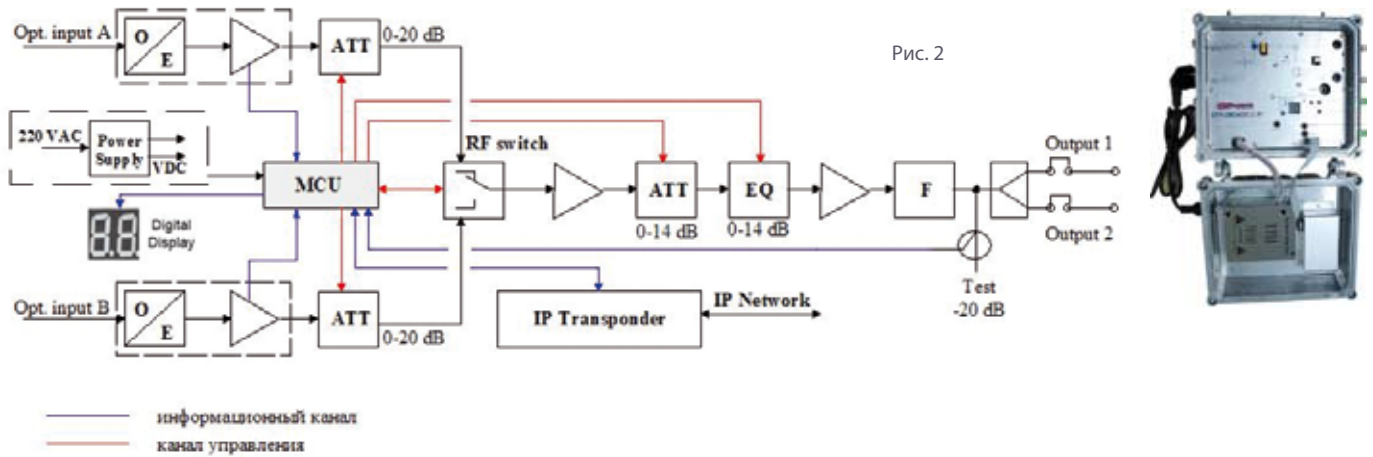 Opt. input A
O
E
ATT
0-20 dB
Рис. 2
220 VAC
Power
Supply
VDC
MCU
RF switch
ATT
0-14 dB
EQ
0-14 dB
F
Output 1
Output 2
Digital
Display
Test
-20 dB
Opt. input B
O
E
ATT
0-20 dB
IP Transponder
IP Network
информационный канал
канал управления